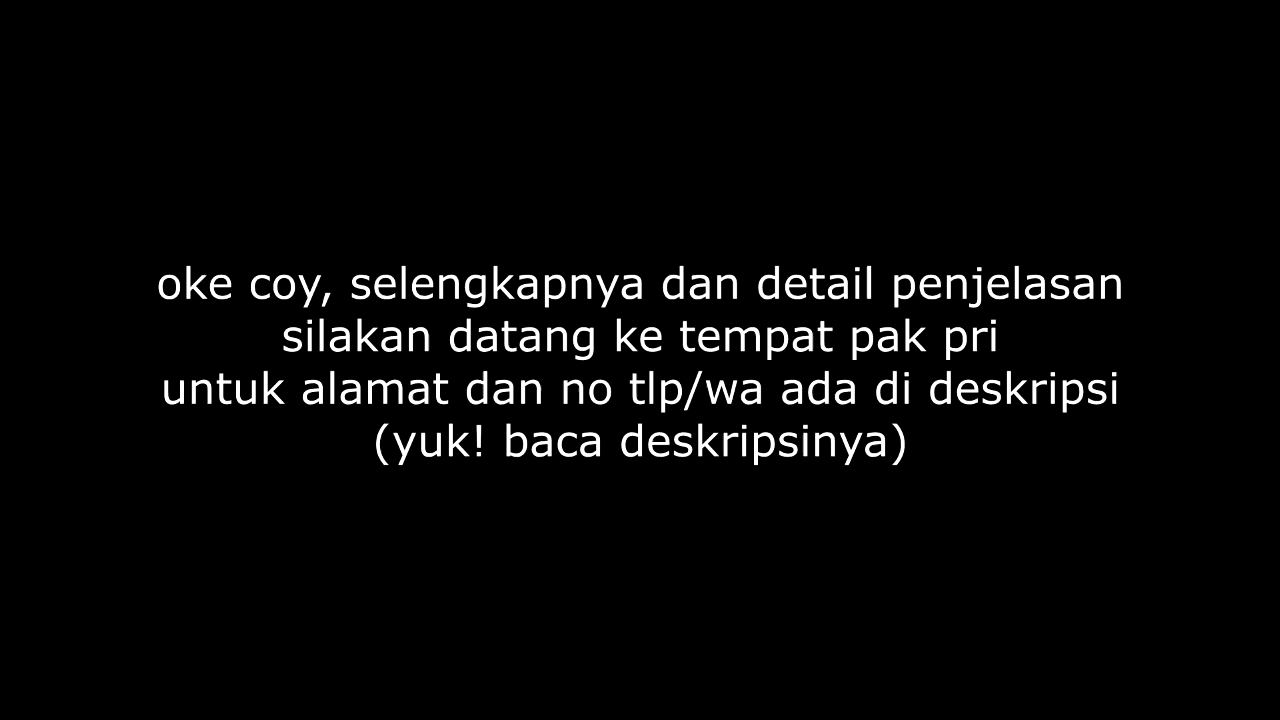 oke coy, selengkapnya dan detail penjelasan
silakan datang ke tempat pak pri
untuk alamat dan no tlp/wa ada di deskripsi
(yuk! baca deskripsinya)